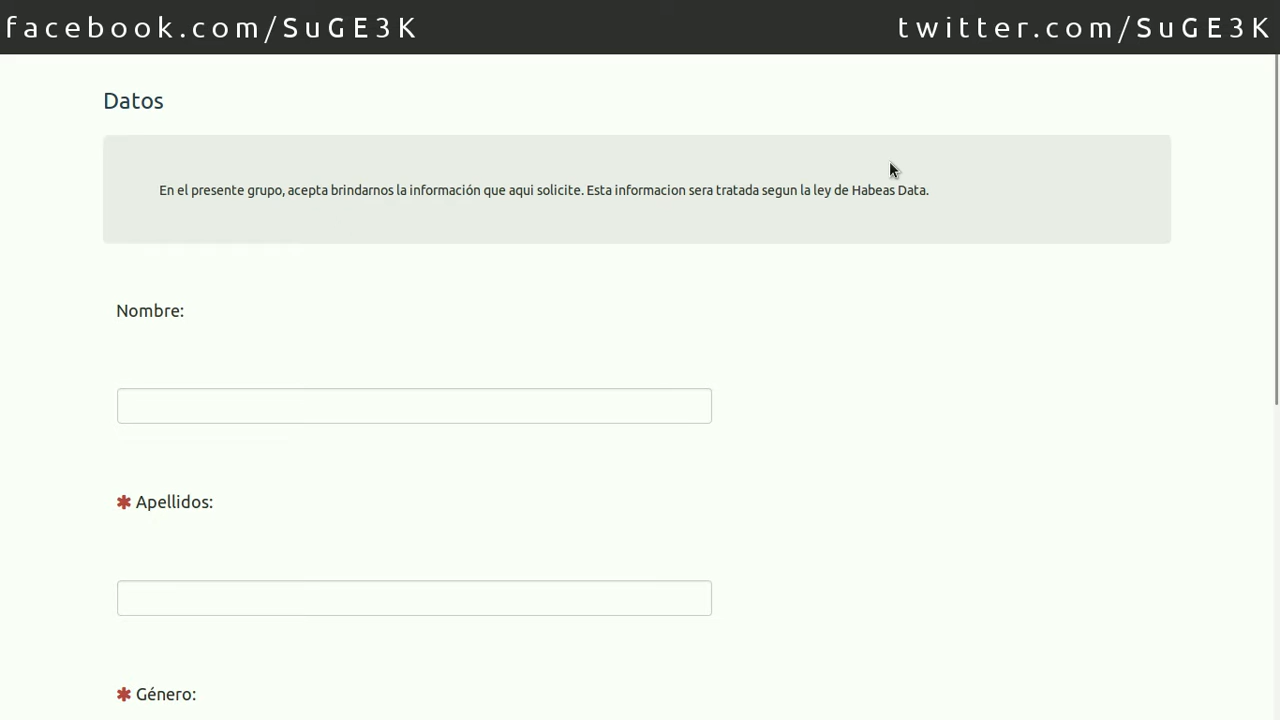 facebook.com/SuGE3K
twitter.com/SuGE3K
Datos
En el presente grupo, acepta brindarnos la información que aqui solicite. Esta informacion sera tratada segun la ley de Habeas Data.
Nombre:
✱ Apellidos:
✱ Género: